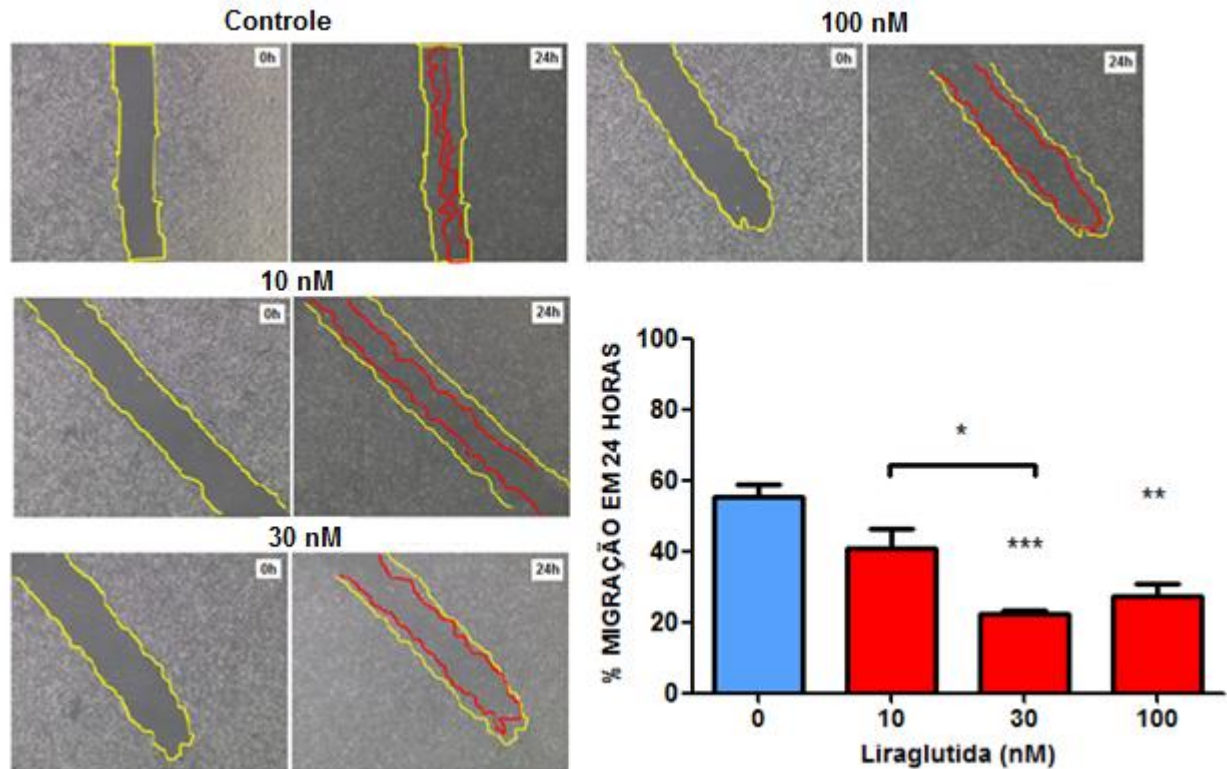 Controle
0h
24h
100 nM
0h
24h
10 nM
0h
24h
30 nM
0h
24h
% MIGRAÇÃO EM 24 HORAS
100
80
60
40
20
0
*
***
**
0 10 30 100
Liraglutida (nM)